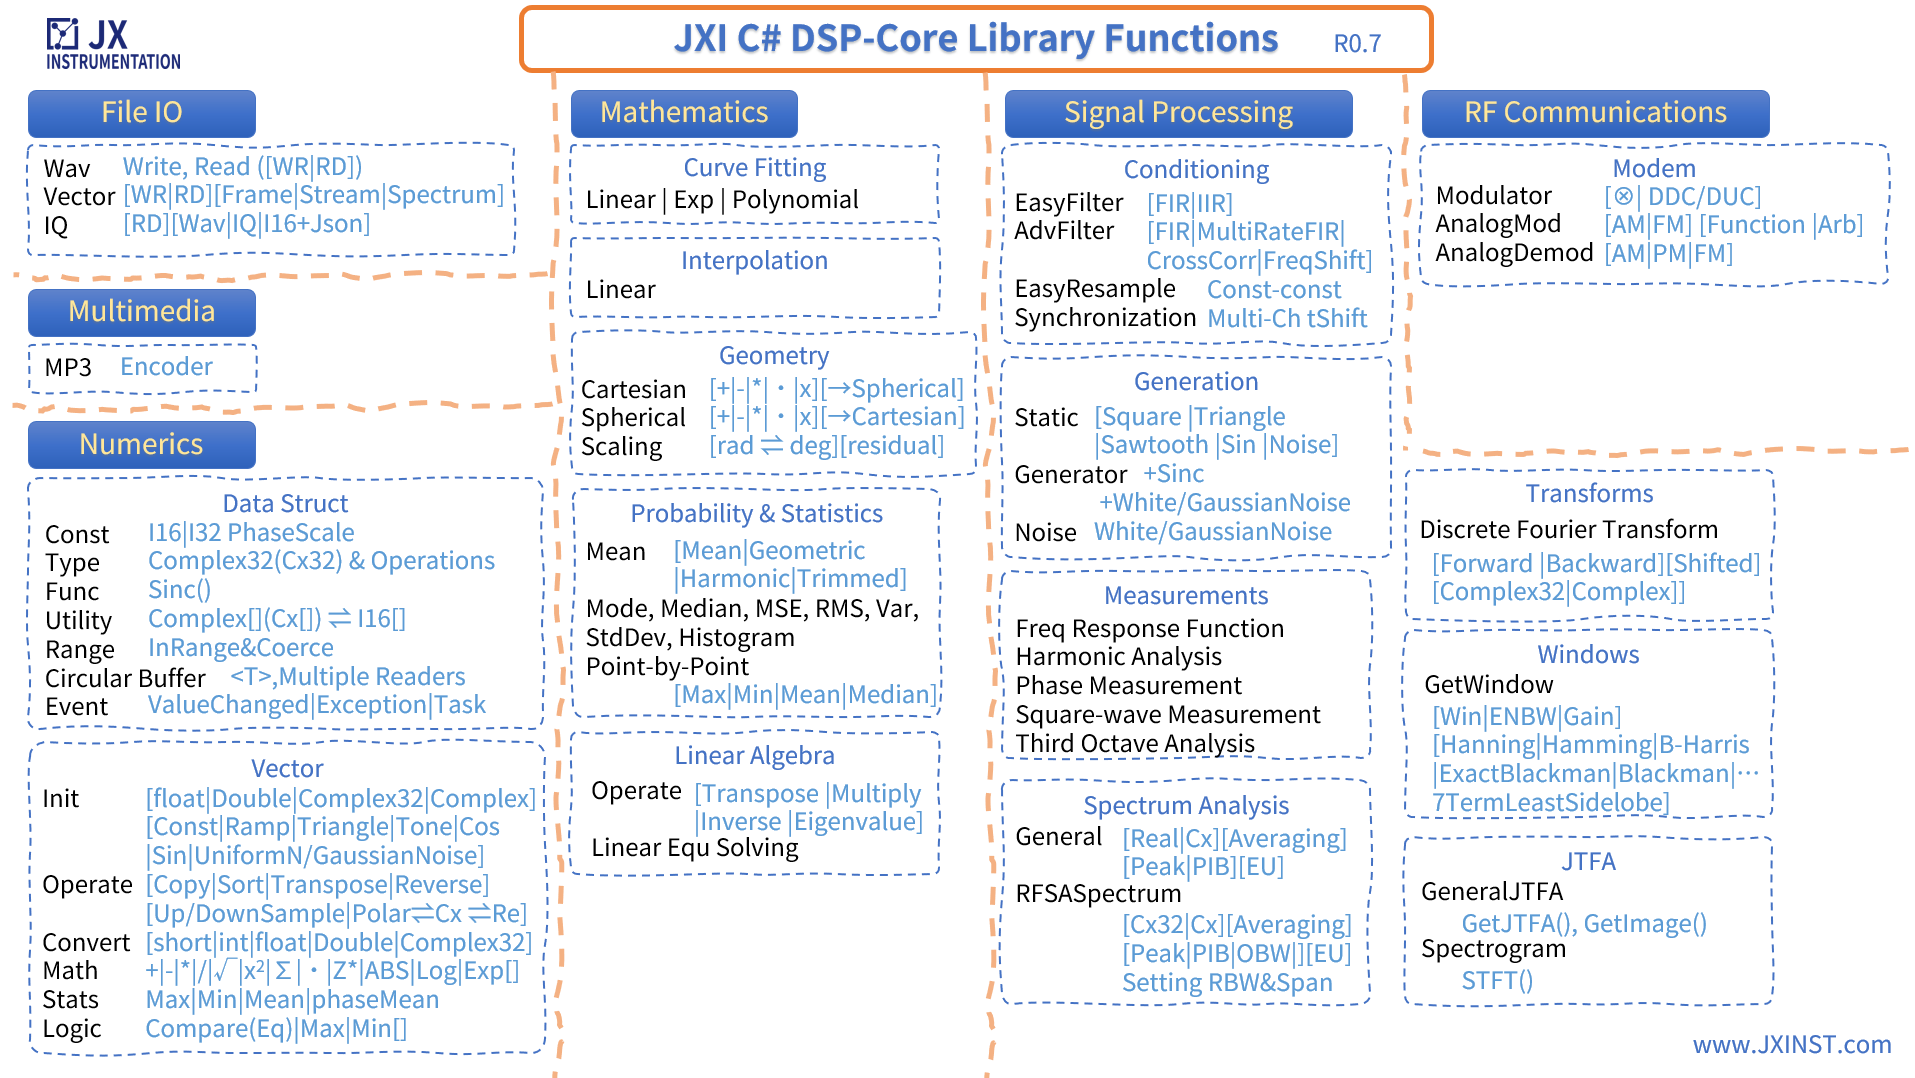 JX
INSTRUMENTATION
JXI C# DSP-Core Library Functions R0.7
File IO
Wav Write, Read ([WR|RD])
Vector [WR|RD][Frame|Stream|Spectrum]
IQ [RD][Wav|IQ|I16+Json]
Multimedia
MP3 Encoder
Numerics
Data Struct
Const I16|I32 PhaseScale
Type Complex32(Cx32) & Operations
Func Sinc()
Utility Complex[](Cx[]) ⇌ I16[]
Range InRange&Coerce
Circular Buffer <T>,Multiple Readers
Event ValueChanged|Exception|Task
Vector
Init [float|Double|Complex32|Complex]
[Const|Ramp|Triangle|Tone|Cos
|Sin|UniformN/GaussianNoise]
Operate [Copy|Sort|Transpose|Reverse]
[Up/DownSample|Polar⇌Cx ⇌Re]
Convert [short|int|float|Double|Complex32]
Math +|-|*|/|√‾|x²|Σ|·|Z*|ABS|Log|Exp[]
Stats Max|Min|Mean|phaseMean
Logic Compare(Eq)|Max|Min[]
Mathematics
Curve Fitting
Linear | Exp | Polynomial
Interpolation
Linear
Geometry
Cartesian [+|-|*|·|x][→Spherical]
Spherical [+|-|*|·|x][→Cartesian]
Scaling [rad ⇌ deg][residual]
Probability & Statistics
Mean [Mean|Geometric
|Harmonic|Trimmed]
Mode, Median, MSE, RMS, Var,
StdDev, Histogram
Point-by-Point
[Max|Min|Mean|Median]
Linear Algebra
Operate [Transpose |Multiply
|Inverse |Eigenvalue]
Linear Equ Solving
Signal Processing
Conditioning
EasyFilter [FIR|IIR]
AdvFilter [FIR|MultiRateFIR|
CrossCorr|FreqShift]
EasyResample Const-const
Synchronization Multi-Ch tShift
Generation
Static [Square |Triangle
|Sawtooth |Sin |Noise]
Generator +Sinc
+White/GaussianNoise
Noise White/GaussianNoise
Measurements
Freq Response Function
Harmonic Analysis
Phase Measurement
Square-wave Measurement
Third Octave Analysis
Spectrum Analysis
General [Real|Cx][Averaging]
[Peak|PIB][EU]
RFSASpectrum
[Cx32|Cx][Averaging]
[Peak|PIB|OBW|][EU]
Setting RBW&Span
RF Communications
Modem
Modulator [⊗| DDC/DUC]
AnalogMod [AM|FM] [Function |Arb]
AnalogDemod [AM|PM|FM]
Transforms
Discrete Fourier Transform
[Forward |Backward][Shifted]
[Complex32|Complex]]
Windows
GetWindow
[Win|ENBW|Gain]
[Hanning|Hamming|B-Harris
|ExactBlackman|Blackman|⋯
7TermLeastSidelobe]
JTFA
GeneralJTFA
GetJTFA(), GetImage()
Spectrogram
STFT()
www.JXINST.com